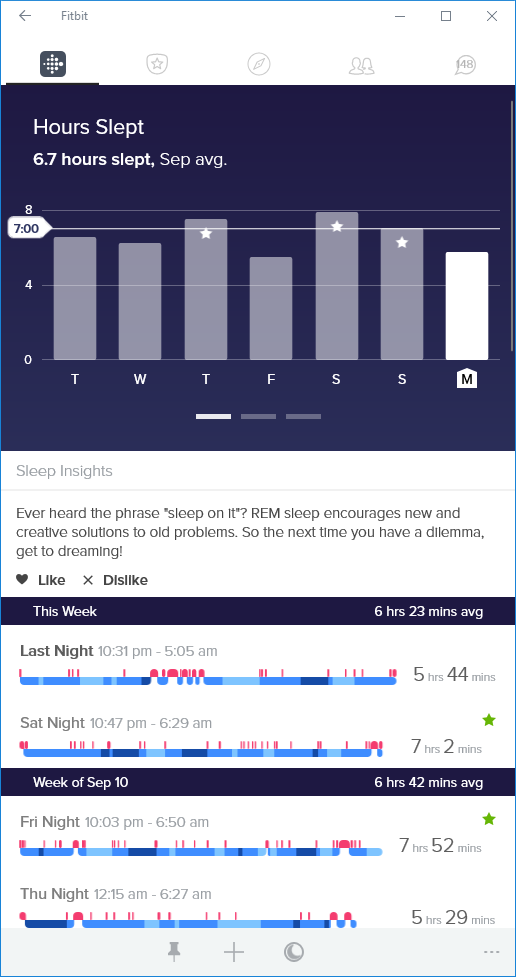 Fitbit
148
Hours Slept
6.7 hours slept, Sep avg.
8
7:00
4
0
T W T F S S M
Sleep Insights
Ever heard the phrase "sleep on it"? REM sleep encourages new and
creative solutions to old problems. So the next time you have a dilemma,
get to dreaming!
Like Dislike
This Week 6 hrs 23 mins avg
Last Night 10:31 pm - 5:05 am
5 hrs 44 mins
Sat Night 10:47 pm - 6:29 am
7 hrs 2 mins
Week of Sep 10 6 hrs 42 mins avg
Fri Night 10:03 pm - 6:50 am
7 hrs 52 mins
Thu Night 12:15 am - 6:27 am
5 hrs 29 mins